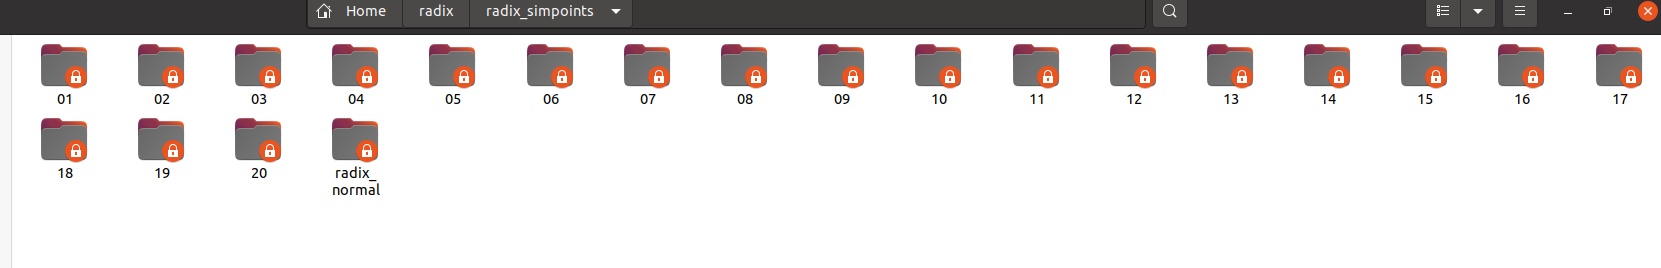 Home radix radix_simpoints
01 02 03 04 05 06 07 08 09 10 11 12 13 14 15 16 17
18 19 20 radix_
normal